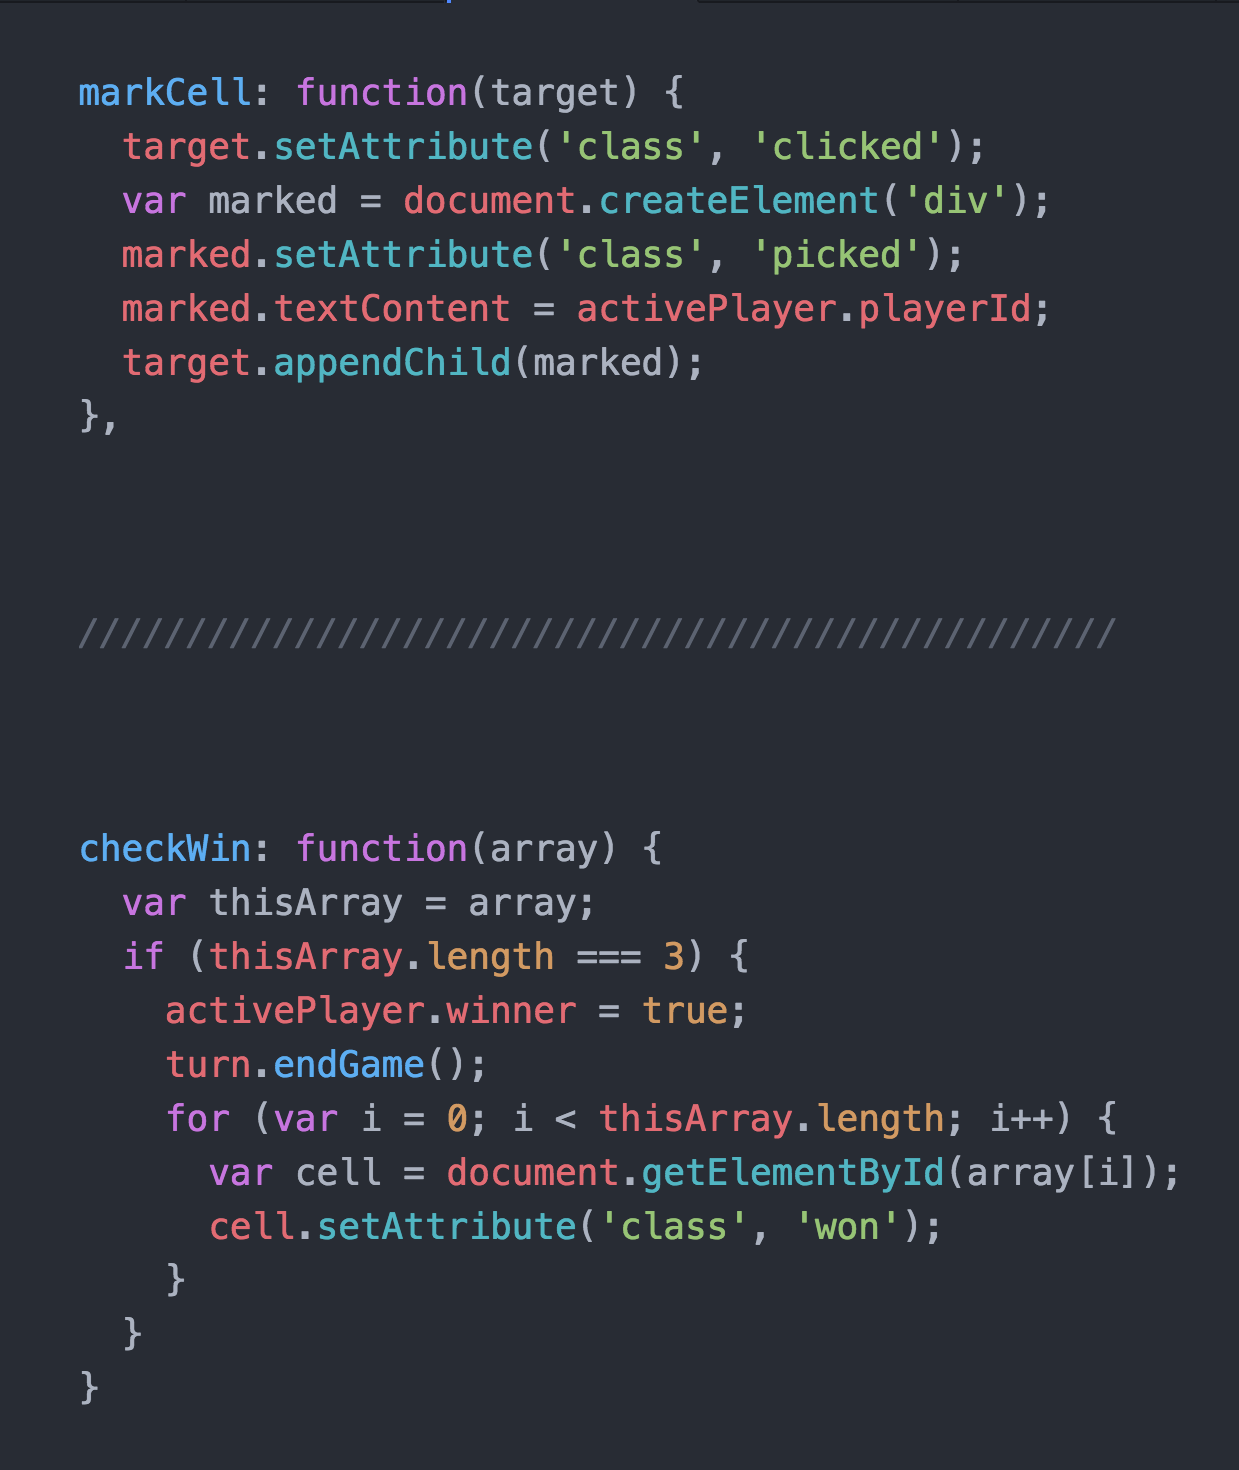 markCell: function(target) {
  target.setAttribute('class', 'clicked');
  var marked = document.createElement('div');
  marked.setAttribute('class', 'picked');
  marked.textContent = activePlayer.playerId;
  target.appendChild(marked);
},
////////////////////////////////////////////////
checkWin: function(array) {
  var thisArray = array;
  if (thisArray.length === 3) {
    activePlayer.winner = true;
    turn.endGame();
    for (var i = 0; i < thisArray.length; i++) {
      var cell = document.getElementById(array[i]);
      cell.setAttribute('class', 'won');
    }
  }
}